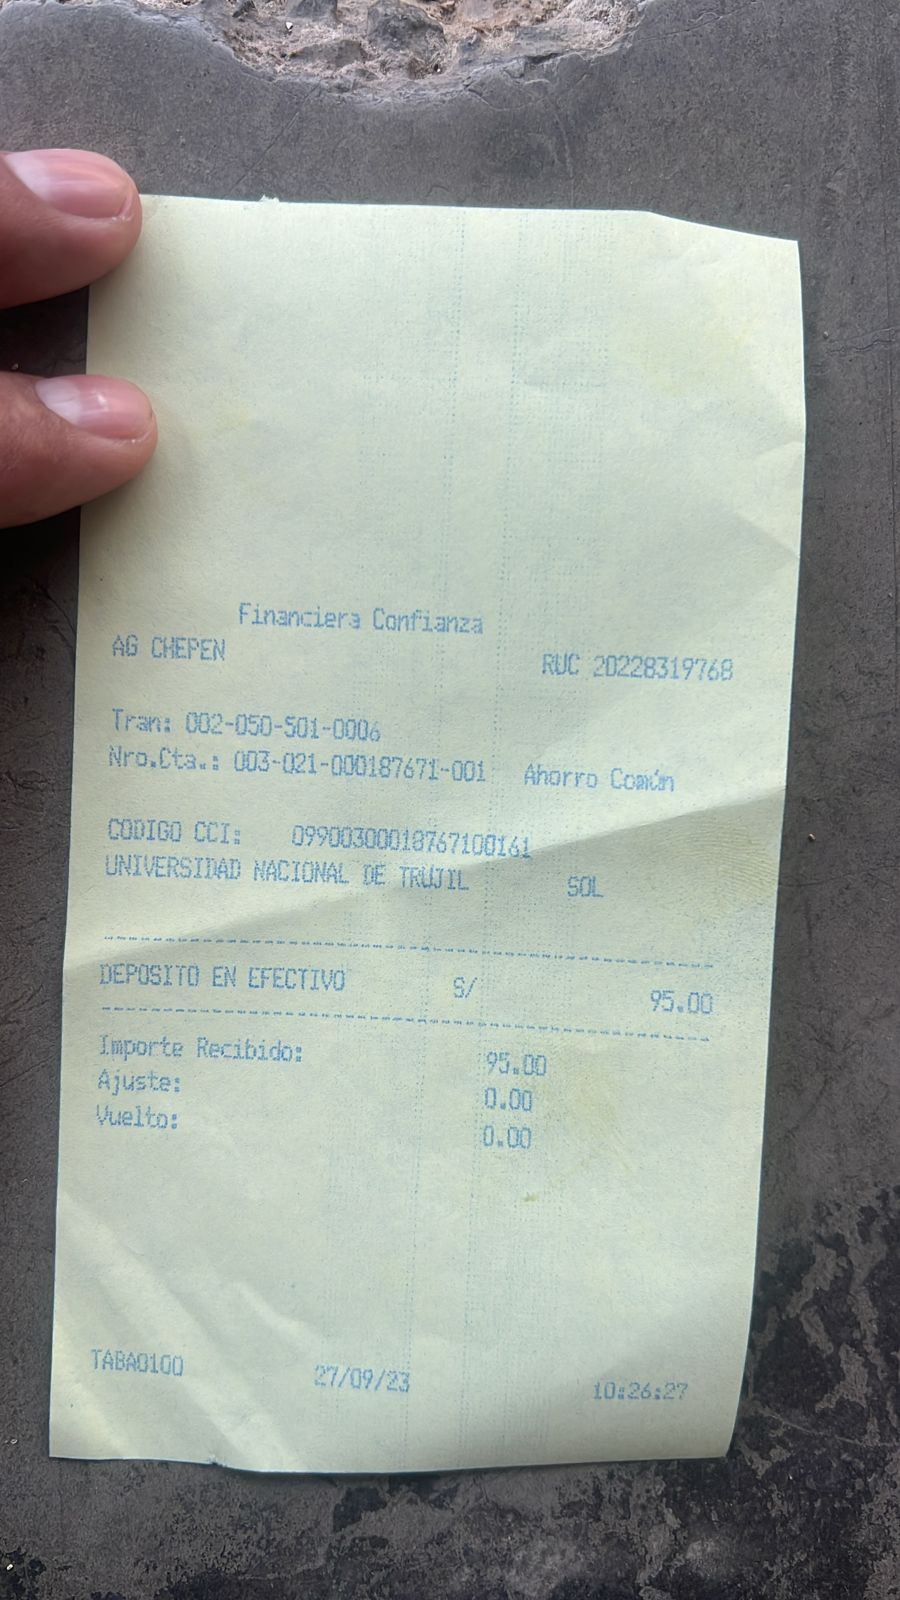 Financiera Confianza
AG CHEPEN RUC 20228319768
Tran: 002-050-501-0006
Nro.Cta.: 003-021-000187671-001 Ahorro Común
CODIGO CCI: 09900300018767100161
UNIVERSIDAD NACIONAL DE TRUJIL SOL
DEPOSITO EN EFECTIVO S/ 95.00
Importe Recibido: 95.00
Ajuste: 0.00
Vuelto: 0.00
TABA0100 27/09/23 10:26:27